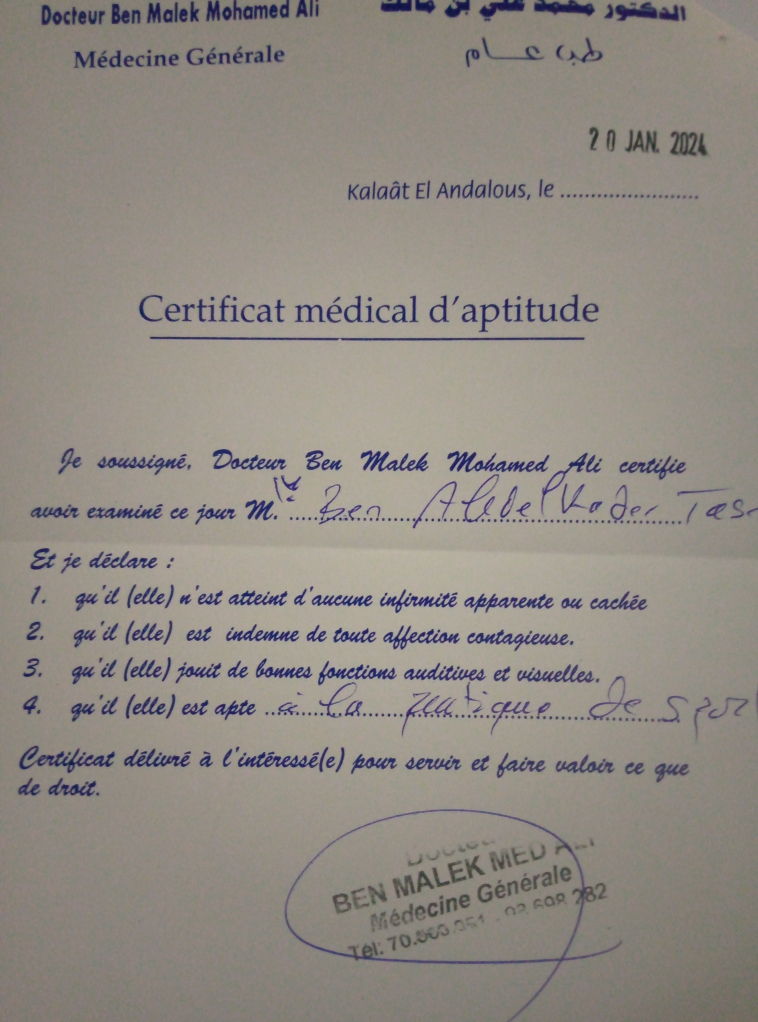 Docteur Ben Malek Mohamed Ali
الدكتور محمد علي بن مالك
Médecine Générale
طب عام
20 JAN. 2024
Kalaât El Andalous, le ........................
Certificat médical d'aptitude
Je soussigné, Docteur Ben Malek Mohamed Ali certifie
avoir examiné ce jour M. Ben Abdelkader
Et je déclare :
1. qu'il (elle) n'est atteint d'aucune infirmité apparente ou cachée
2. qu'il (elle) est indemne de toute affection contagieuse.
3. qu'il (elle) jouit de bonnes fonctions auditives et visuelles.
4. qu'il (elle) est apte à la pratique de
Certificat délivré à l'intéressé(e) pour servir et faire valoir ce que
de droit.
Docteur
BEN MALEK MED ALI
Médecine Générale
Tél: 282